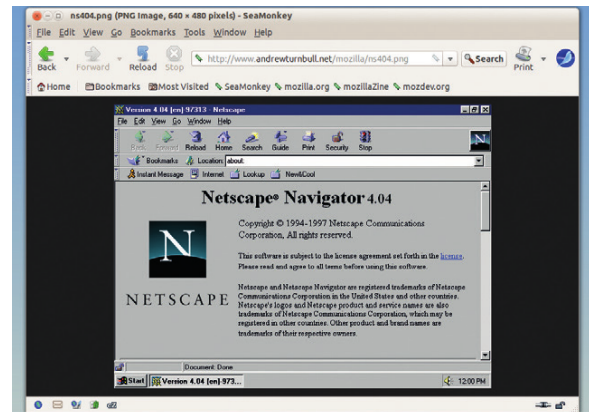 ns404.png (PNG Image, 640 × 480 pixels) - SeaMonkey
File Edit View Go Bookmarks Tools Window Help
Back Forward Reload Stop http://www.andrewturnbull.net/mozilla/ns404.png Search Print
Home Bookmarks Most Visited SeaMonkey mozilla.org mozillaZine mozdev.org
Version 4.04 [en]-97313 - Netscape
File Edit View Go Window Help
Back Forward Reload Home Search Guide Print Security Stop
N
Bookmarks Location: about:
Instant Message Internet Lookup New&Cool
Netscape® Navigator 4.04
Copyright © 1994-1997 Netscape Communications
Corporation, All rights reserved.
N
NETSCAPE
This software is subject to the license agreement set forth in the license.
Please read and agree to all terms before using this software.
Netscape and Netscape Navigator are registered trademarks of Netscape
Communications Corporation in the United States and other countries.
Netscape's logos and Netscape product and service names are also
trademarks of Netscape Communications Corporation, which may be
registered in other countries. Other product and brand names are
trademarks of their respective owners.
Document: Done
Start Version 4.04 [en]-973... 12:00 PM